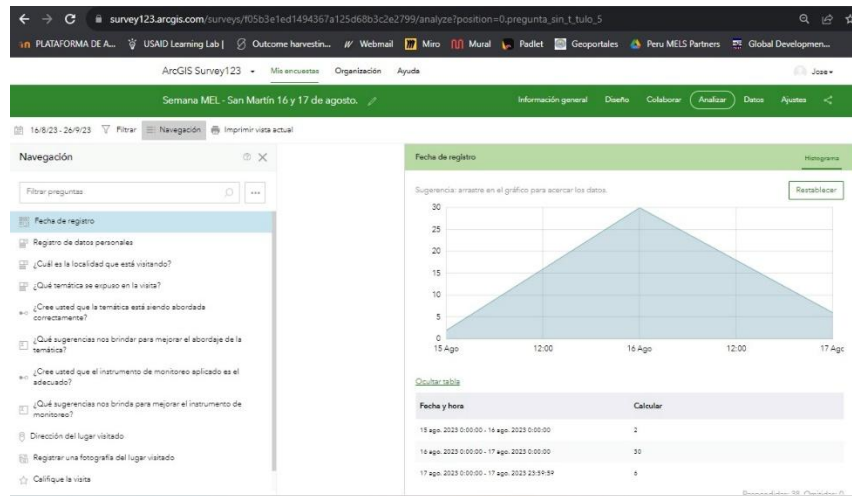 survey123.arcgis.com/surveys/f05b3e1ed1494367a125d68b3c2e2799/analyze?position=0.pregunta_sin_t_tulo_5
PLATAFORMA DE A... USAID Learning Lab | Outcome harvestin... Webmail Miro Mural Padlet Geoportales Peru MELS Partners Global Developmen...
ArcGIS Survey123 Mis encuestas Organización Ayuda Jose
Semana MEL - San Martín 16 y 17 de agosto. Información general Diseño Colaborar Analizar Datos Ajustes
16/8/23 - 26/9/23 Filtrar Navegación Imprimir vista actual
Navegación
Filtrar preguntas
Fecha de registro
Registro de datos personales
¿Cuál es la localidad que está visitando?
¿Qué temática se expuso en la visita?
¿Cree usted que la temática está siendo abordada
correctamente?
¿Qué sugerencias nos brindar para mejorar el abordaje de la
temática?
¿Cree usted que el instrumento de monitoreo aplicado es el
adecuado?
¿Qué sugerencias nos brinda para mejorar el instrumento de
monitoreo?
Dirección del lugar visitado
Registrar una fotografía del lugar visitado
Califique la visita
Fecha de registro Histograma
Sugerencia: arrastre en el gráfico para acercar los datos. Restablecer
30
25
20
15
10
5
0
15 Ago 12:00 16 Ago 12:00 17 Ago
Ocultar tabla
Fecha y hora Calcular
15 ago. 2023 0:00:00 - 16 ago. 2023 0:00:00 2
16 ago. 2023 0:00:00 - 17 ago. 2023 0:00:00 30
17 ago. 2023 0:00:00 - 17 ago. 2023 23:59:59 6
Respondidas: 38 Omitidas: 0